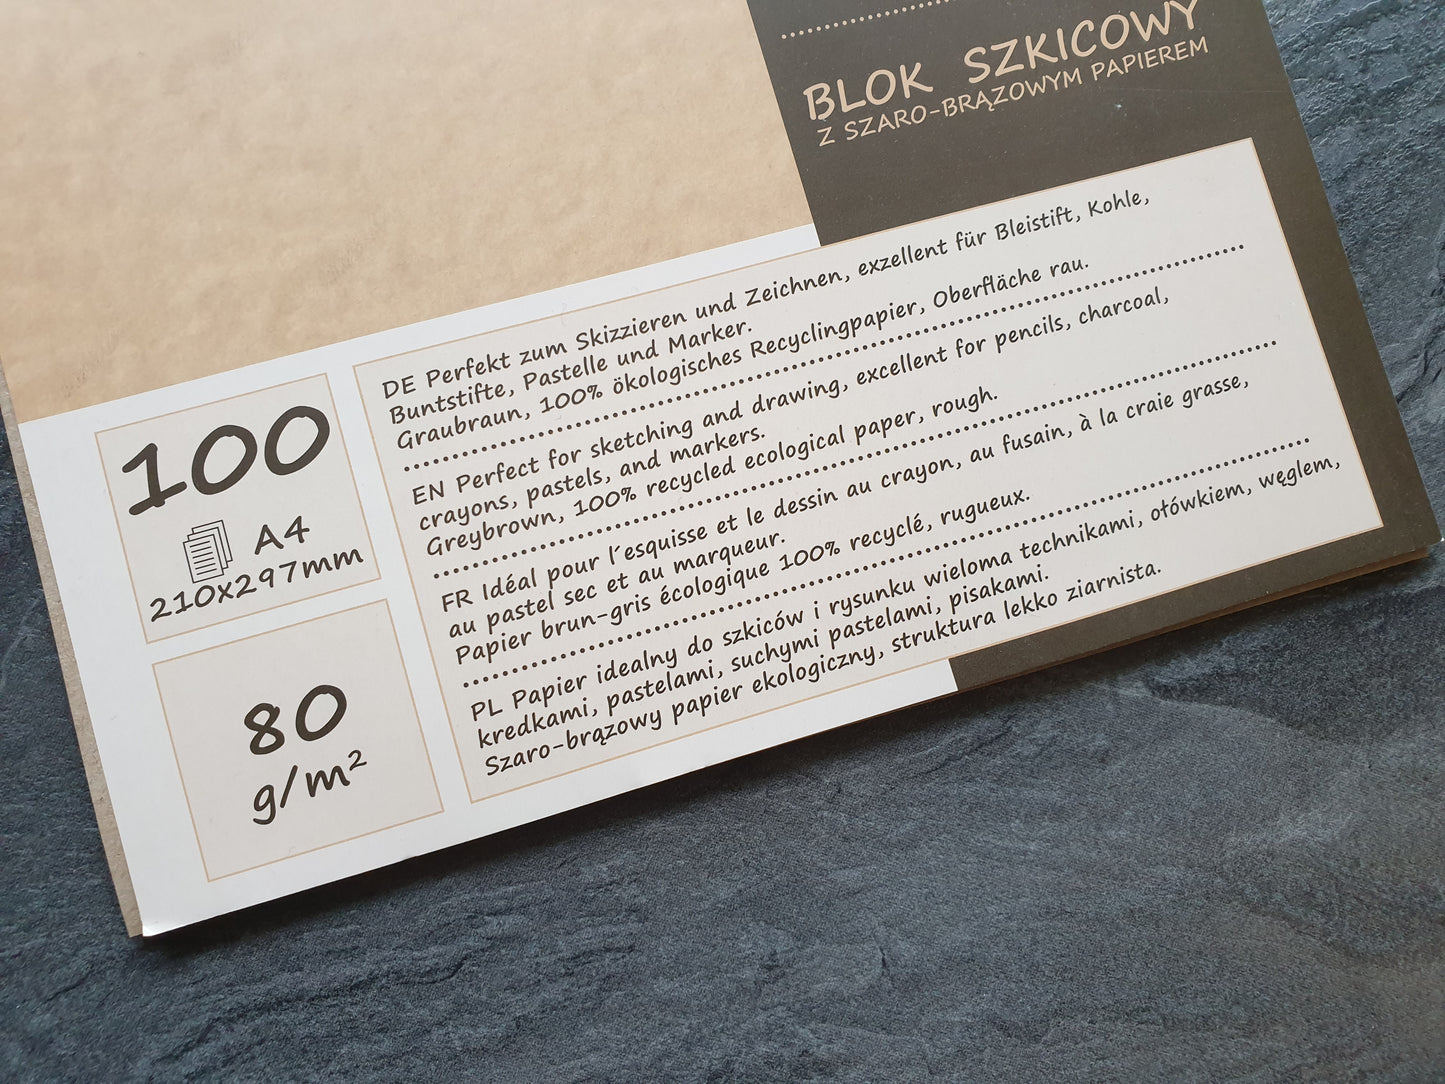 BLOK SZKICOWY
Z SZARO-BRĄZOWYM PAPIEREM
100
A4
210x297mm
80
g/m²
DE Perfekt zum Skizzieren und Zeichnen, exzellent für Bleistift, Kohle,
Buntstifte, Pastelle und Marker.
Graubraun, 100% ökologisches Recyclingpapier, Oberfläche rau.
EN Perfect for sketching and drawing, excellent for pencils, charcoal,
crayons, pastels, and markers.
Greybrown, 100% recycled ecological paper, rough.
FR Idéal pour l'esquisse et le dessin au crayon, au fusain, à la craie grasse,
au pastel sec et au marqueur.
Papier brun-gris écologique 100% recyclé, rugueux.
PL Papier idealny do szkiców i rysunku wieloma technikami, ołówkiem, węglem,
kredkami, pastelami, suchymi pastelami, pisakami.
Szaro-brązowy papier ekologiczny, struktura lekko ziarnista.